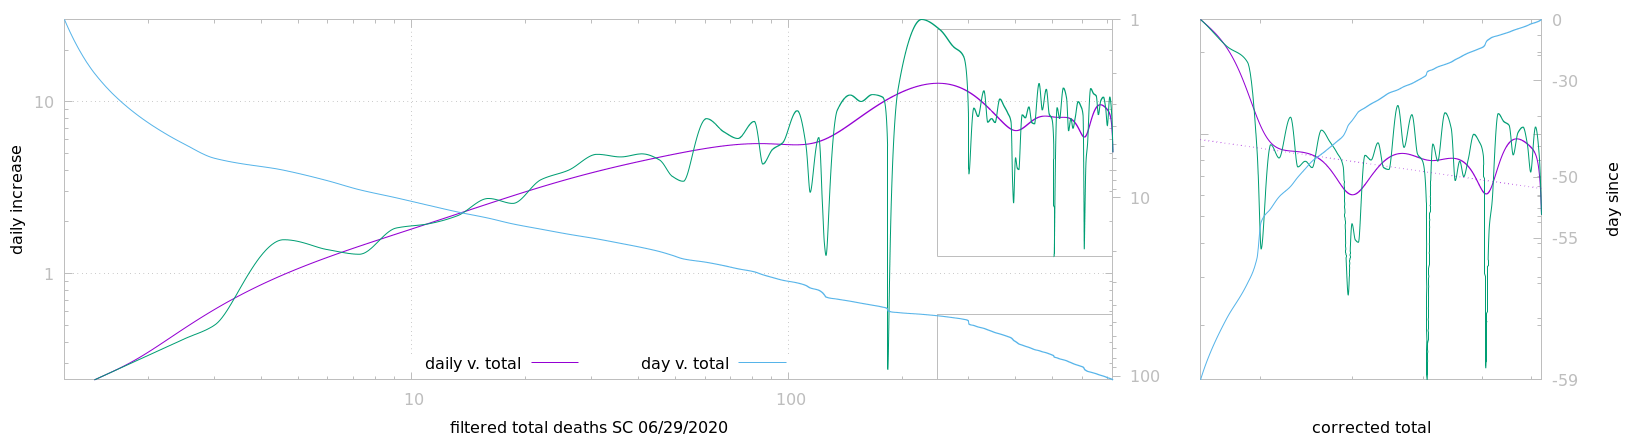 1
0
10
-30
daily increase
10
-50
-55
day since
1
daily v. total
day v. total
100
-59
10
100
filtered total deaths SC 06/29/2020
corrected total